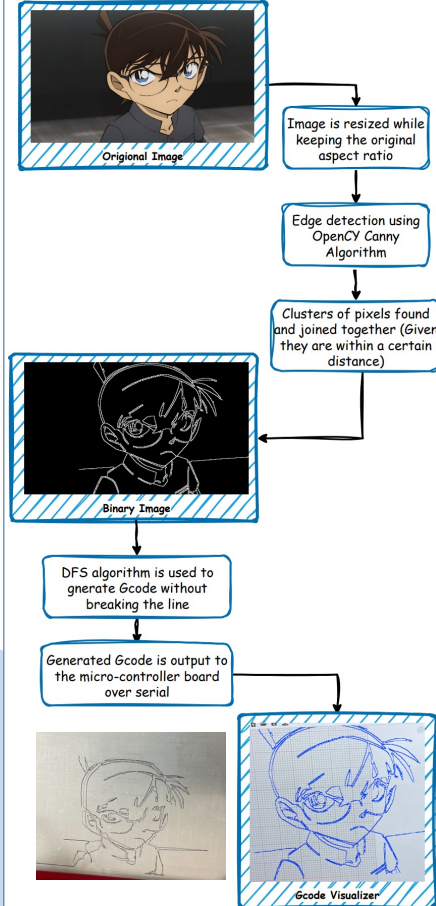 Origional Image
Image is resized while
keeping the original
aspect ratio
Edge detection using
OpenCY Canny
Algorithm
Clusters of pixels found
and joined together (Given
they are within a certain
distance)
Binary Image
DFS algorithm is used to
gnerate Gcode without
breaking the line
Generated Gcode is output to
the micro-controller board
over serial
Gcode Visualizer